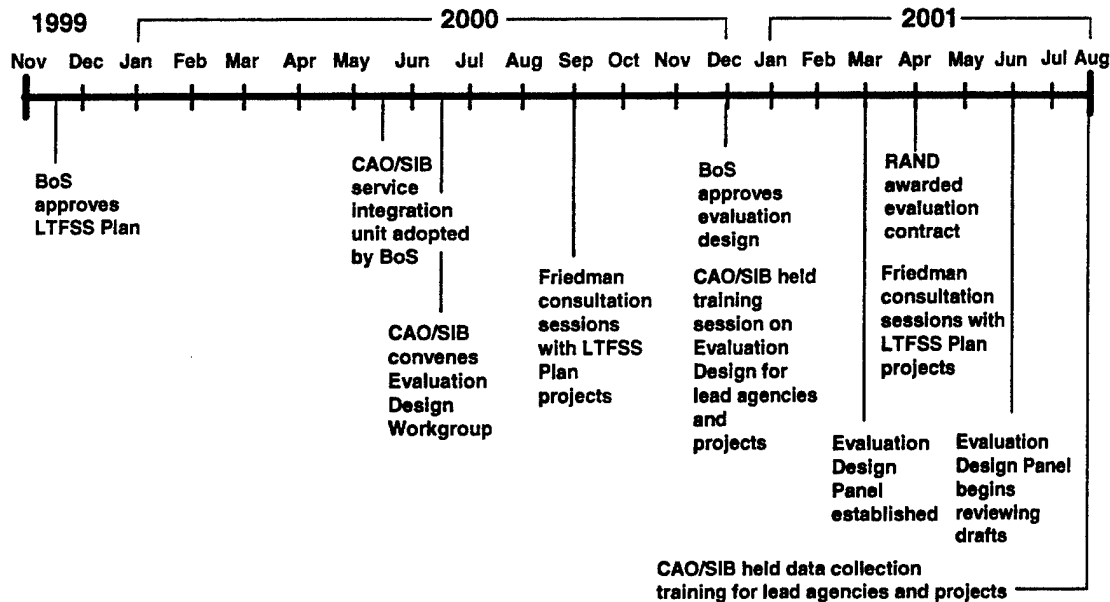 1999
2000
2001
Nov Dec Jan Feb Mar Apr May Jun Jul Aug Sep Oct Nov Dec Jan Feb Mar Apr May Jun Jul Aug
BoS
approves
LTFSS Plan
CAO/SIB
service
integration
unit adopted
by BoS
CAO/SIB
convenes
Evaluation
Design
Workgroup
Friedman
consultation
sessions
with LTFSS
Plan
projects
BoS
approves
evaluation
design
CAO/SIB held
training
session on
Evaluation
Design for
lead agencies
and
projects
RAND
awarded
evaluation
contract
Friedman
consultation
sessions with
LTFSS Plan
projects
Evaluation
Design
Panel
established
Evaluation
Design Panel
begins
reviewing
drafts
CAO/SIB held data collection
training for lead agencies and projects